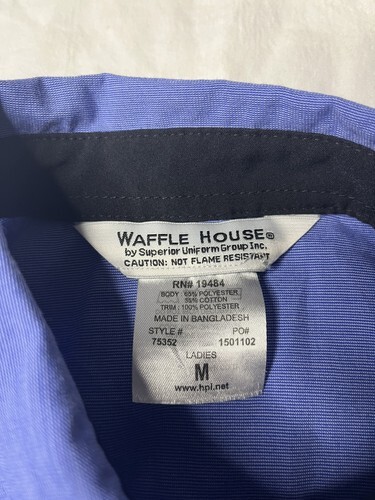 WAFFLE HOUSE®
by Superior Uniform Group Inc.
CAUTION: NOT FLAME RESISTANT
RN# 19484
BODY: 65% POLYESTER
35% COTTON
TRIM: 100% POLYESTER
MADE IN BANGLADESH
STYLE # PO#
75352 1501102
LADIES
M
www.hpi.net